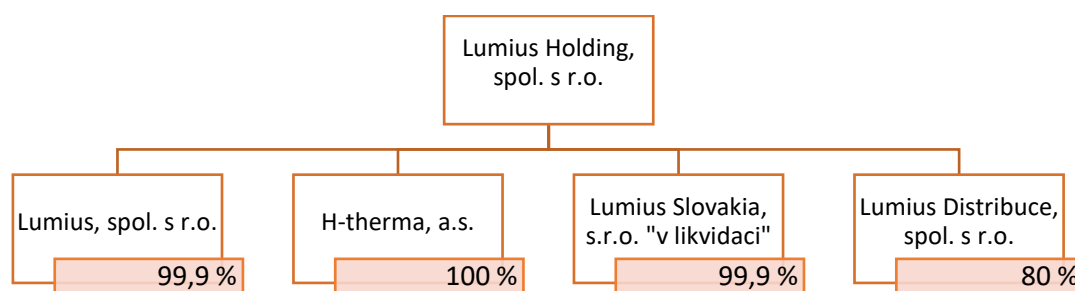 Lumius Holding,
spol. s r.o.
Lumius, spol. s r.o.
99,9 %
H-therma, a.s.
100 %
Lumius Slovakia,
s.r.o. "v likvidaci"
99,9 %
Lumius Distribuce,
spol. s r.o.
80 %